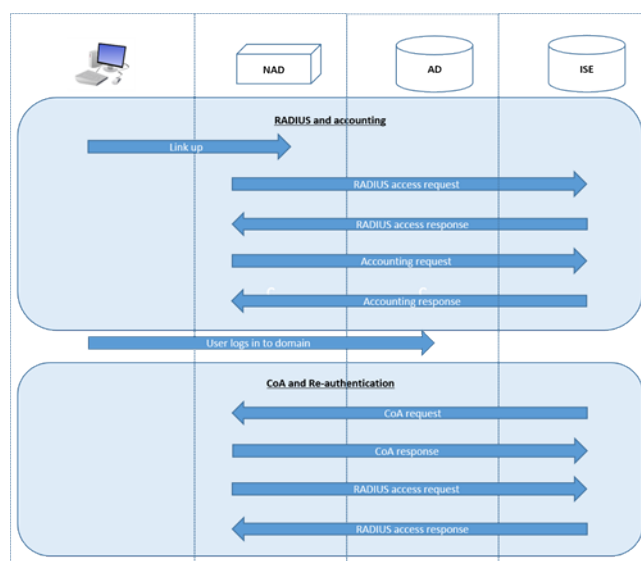 NAD
AD
ISE
RADIUS and accounting
Link up
RADIUS access request
RADIUS access response
Accounting request
Accounting response
User logs in to domain
CoA and Re-authentication
CoA request
CoA response
RADIUS access request
RADIUS access response